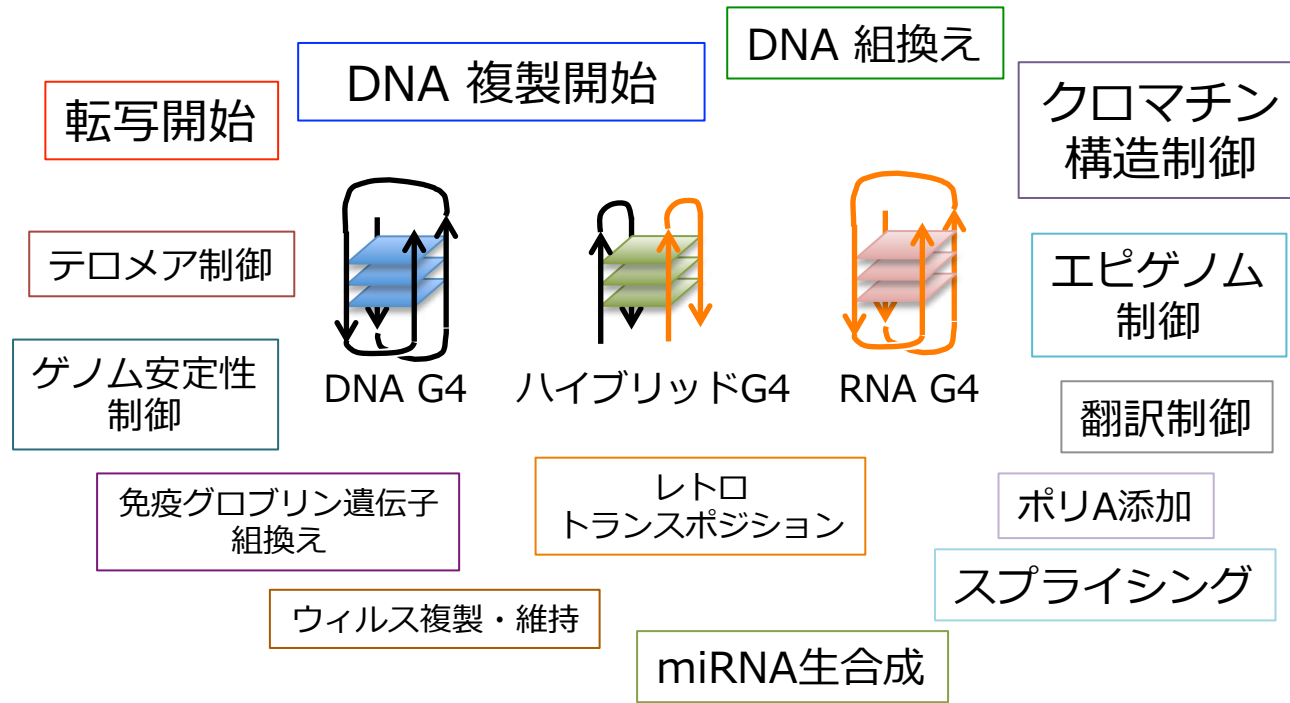 DNA 組換え
DNA 複製開始
転写開始
クロマチン
構造制御
テロメア制御
エピゲノム
制御
ゲノム安定性
制御
DNA G4
ハイブリッドG4
RNA G4
翻訳制御
免疫グロブリン遺伝子
組換え
レトロ
トランスポジション
ポリA添加
スプライシング
ウィルス複製・維持
miRNA生合成